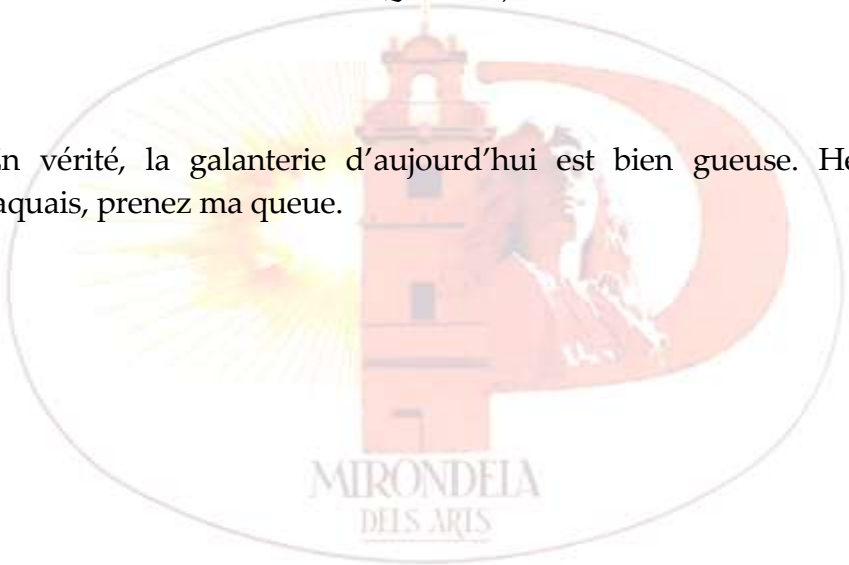 n vérité, la galanterie d'aujourd'hui est bien gueuse. He
aquais, prenez ma queue.
MIRONDELA
DELS ARTS